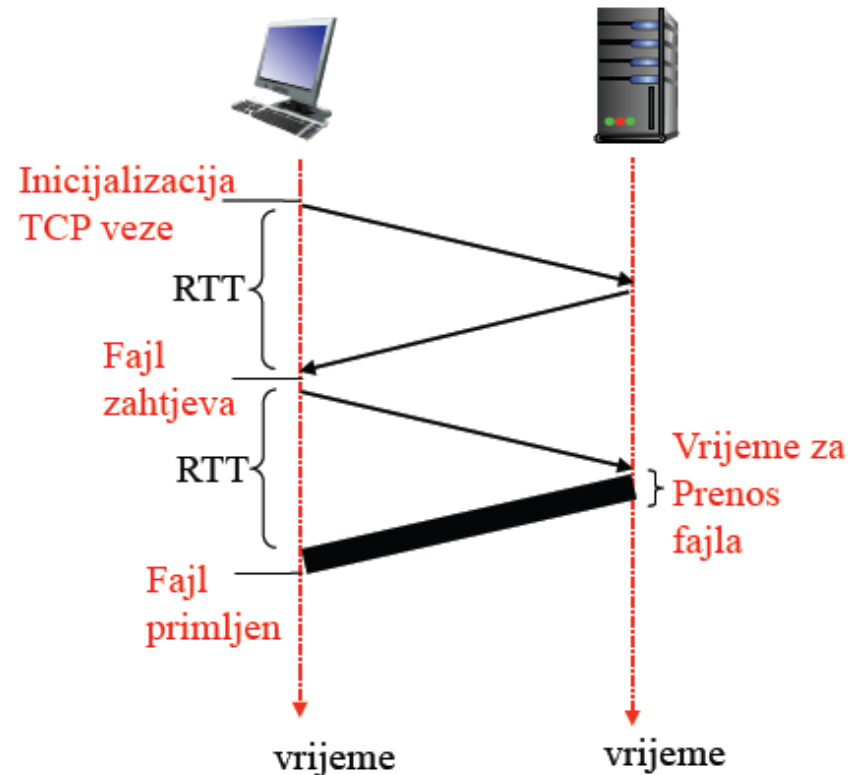 Inicijalizacija
TCP veze
RTT
Fajl
zahtjeva
RTT
Vrijeme za
Prenos
fajla
Fajl
primljen
vrijeme
vrijeme